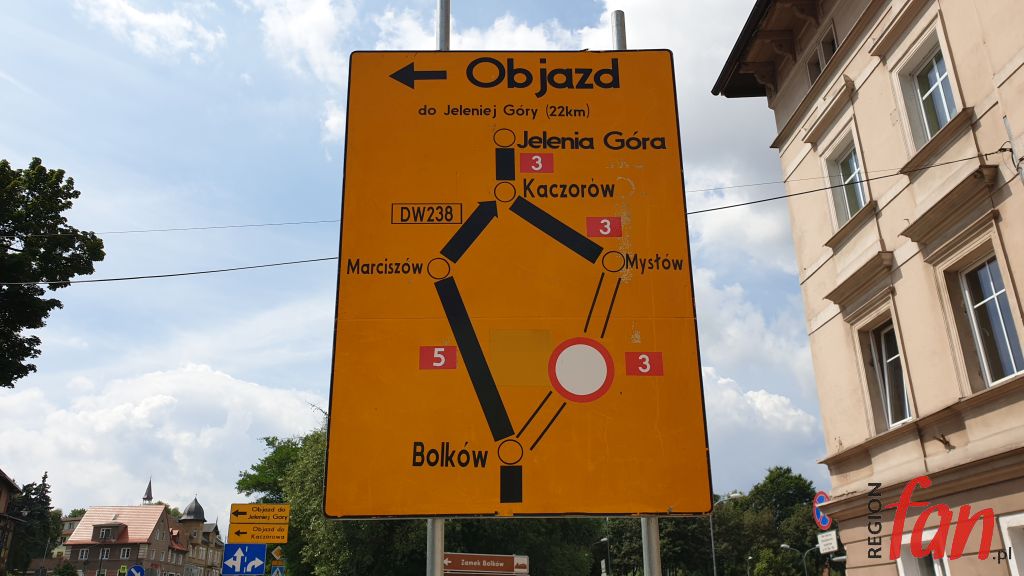 Objazd
do Jeleniej Góry (22km)
Jelenia Góra
3
Kaczorów
DW238
3
Marciszów
Mysłów
5
3
Bolków
Objazd do
Jeleniej Góry
Objazd do
Kaczorowa
Zamek Bolków
REGION
fan
.pl